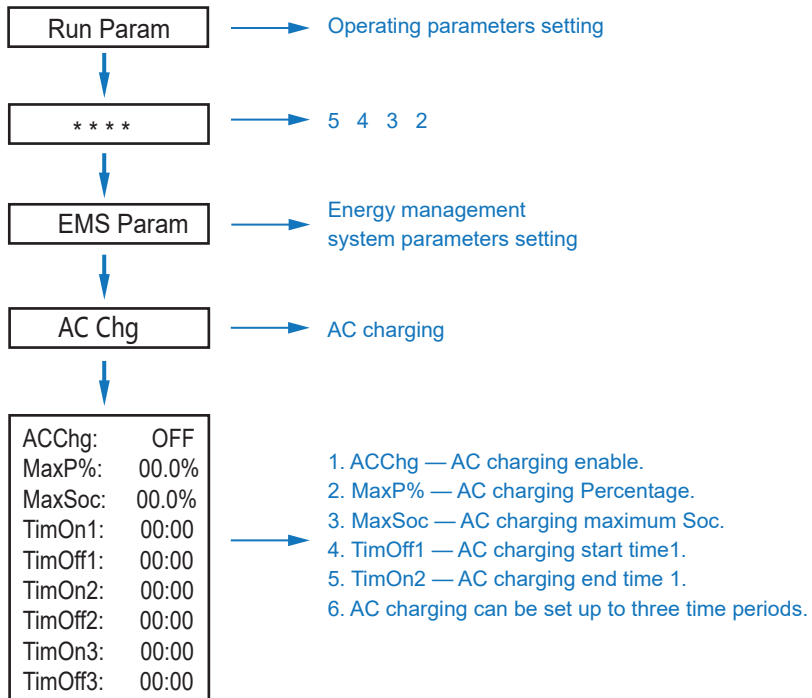 Run Param
Operating parameters setting
* * * *
5 4 3 2
EMS Param
Energy management
system parameters setting
AC Chg
AC charging
ACChg: OFF
MaxP%: 00.0%
MaxSoc: 00.0%
TimOn1: 00:00
TimOff1: 00:00
TimOn2: 00:00
TimOff2: 00:00
TimOn3: 00:00
TimOff3: 00:00
1. ACChg — AC charging enable.
2. MaxP% — AC charging Percentage.
3. MaxSoc — AC charging maximum Soc.
4. TimOff1 — AC charging start time1.
5. TimOn2 — AC charging end time 1.
6. AC charging can be set up to three time periods.